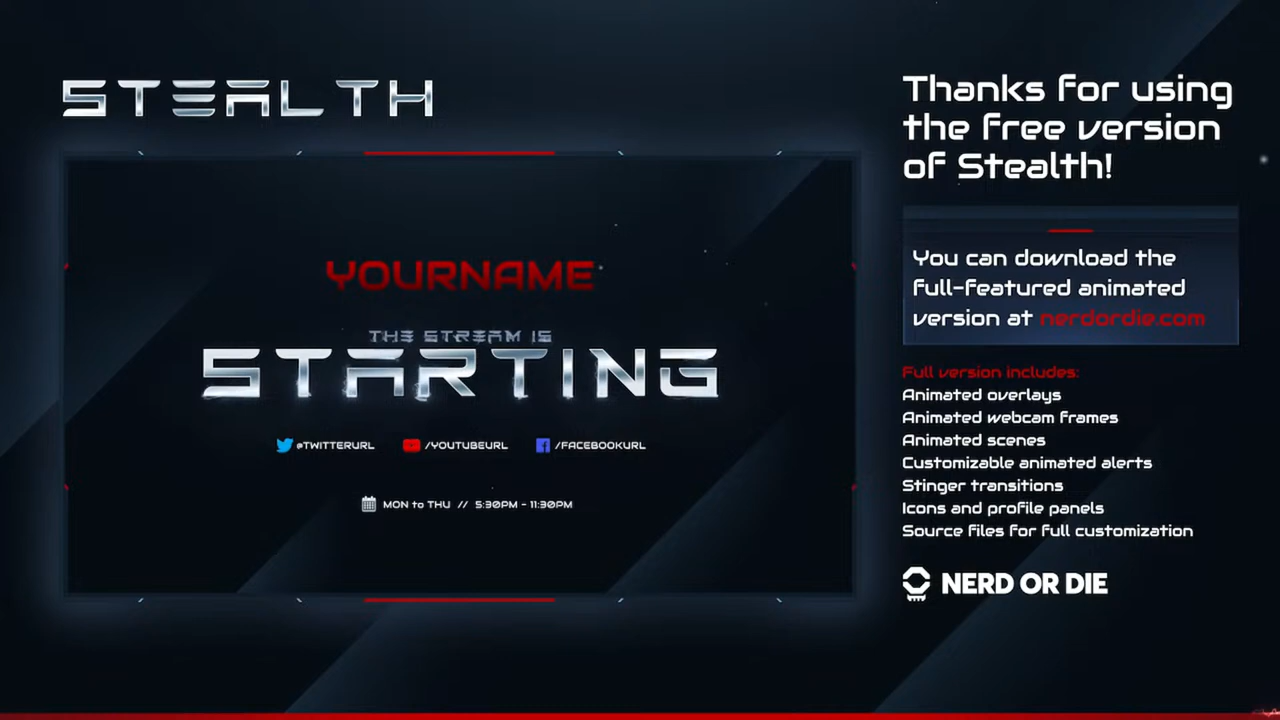 STEALTH
YOURNAME
THE STREAM IS
STARTING
@TWITTERURL /YOUTUBEURL /FACEBOOKURL
MON to THU // 5:30PM - 11:30PM
Thanks for using
the free version
of Stealth!
You can download the
full-featured animated
version at nerdordie.com
Full version includes:
Animated overlays
Animated webcam frames
Animated scenes
Customizable animated alerts
Stinger transitions
Icons and profile panels
Source files for full customization
NERD OR DIE